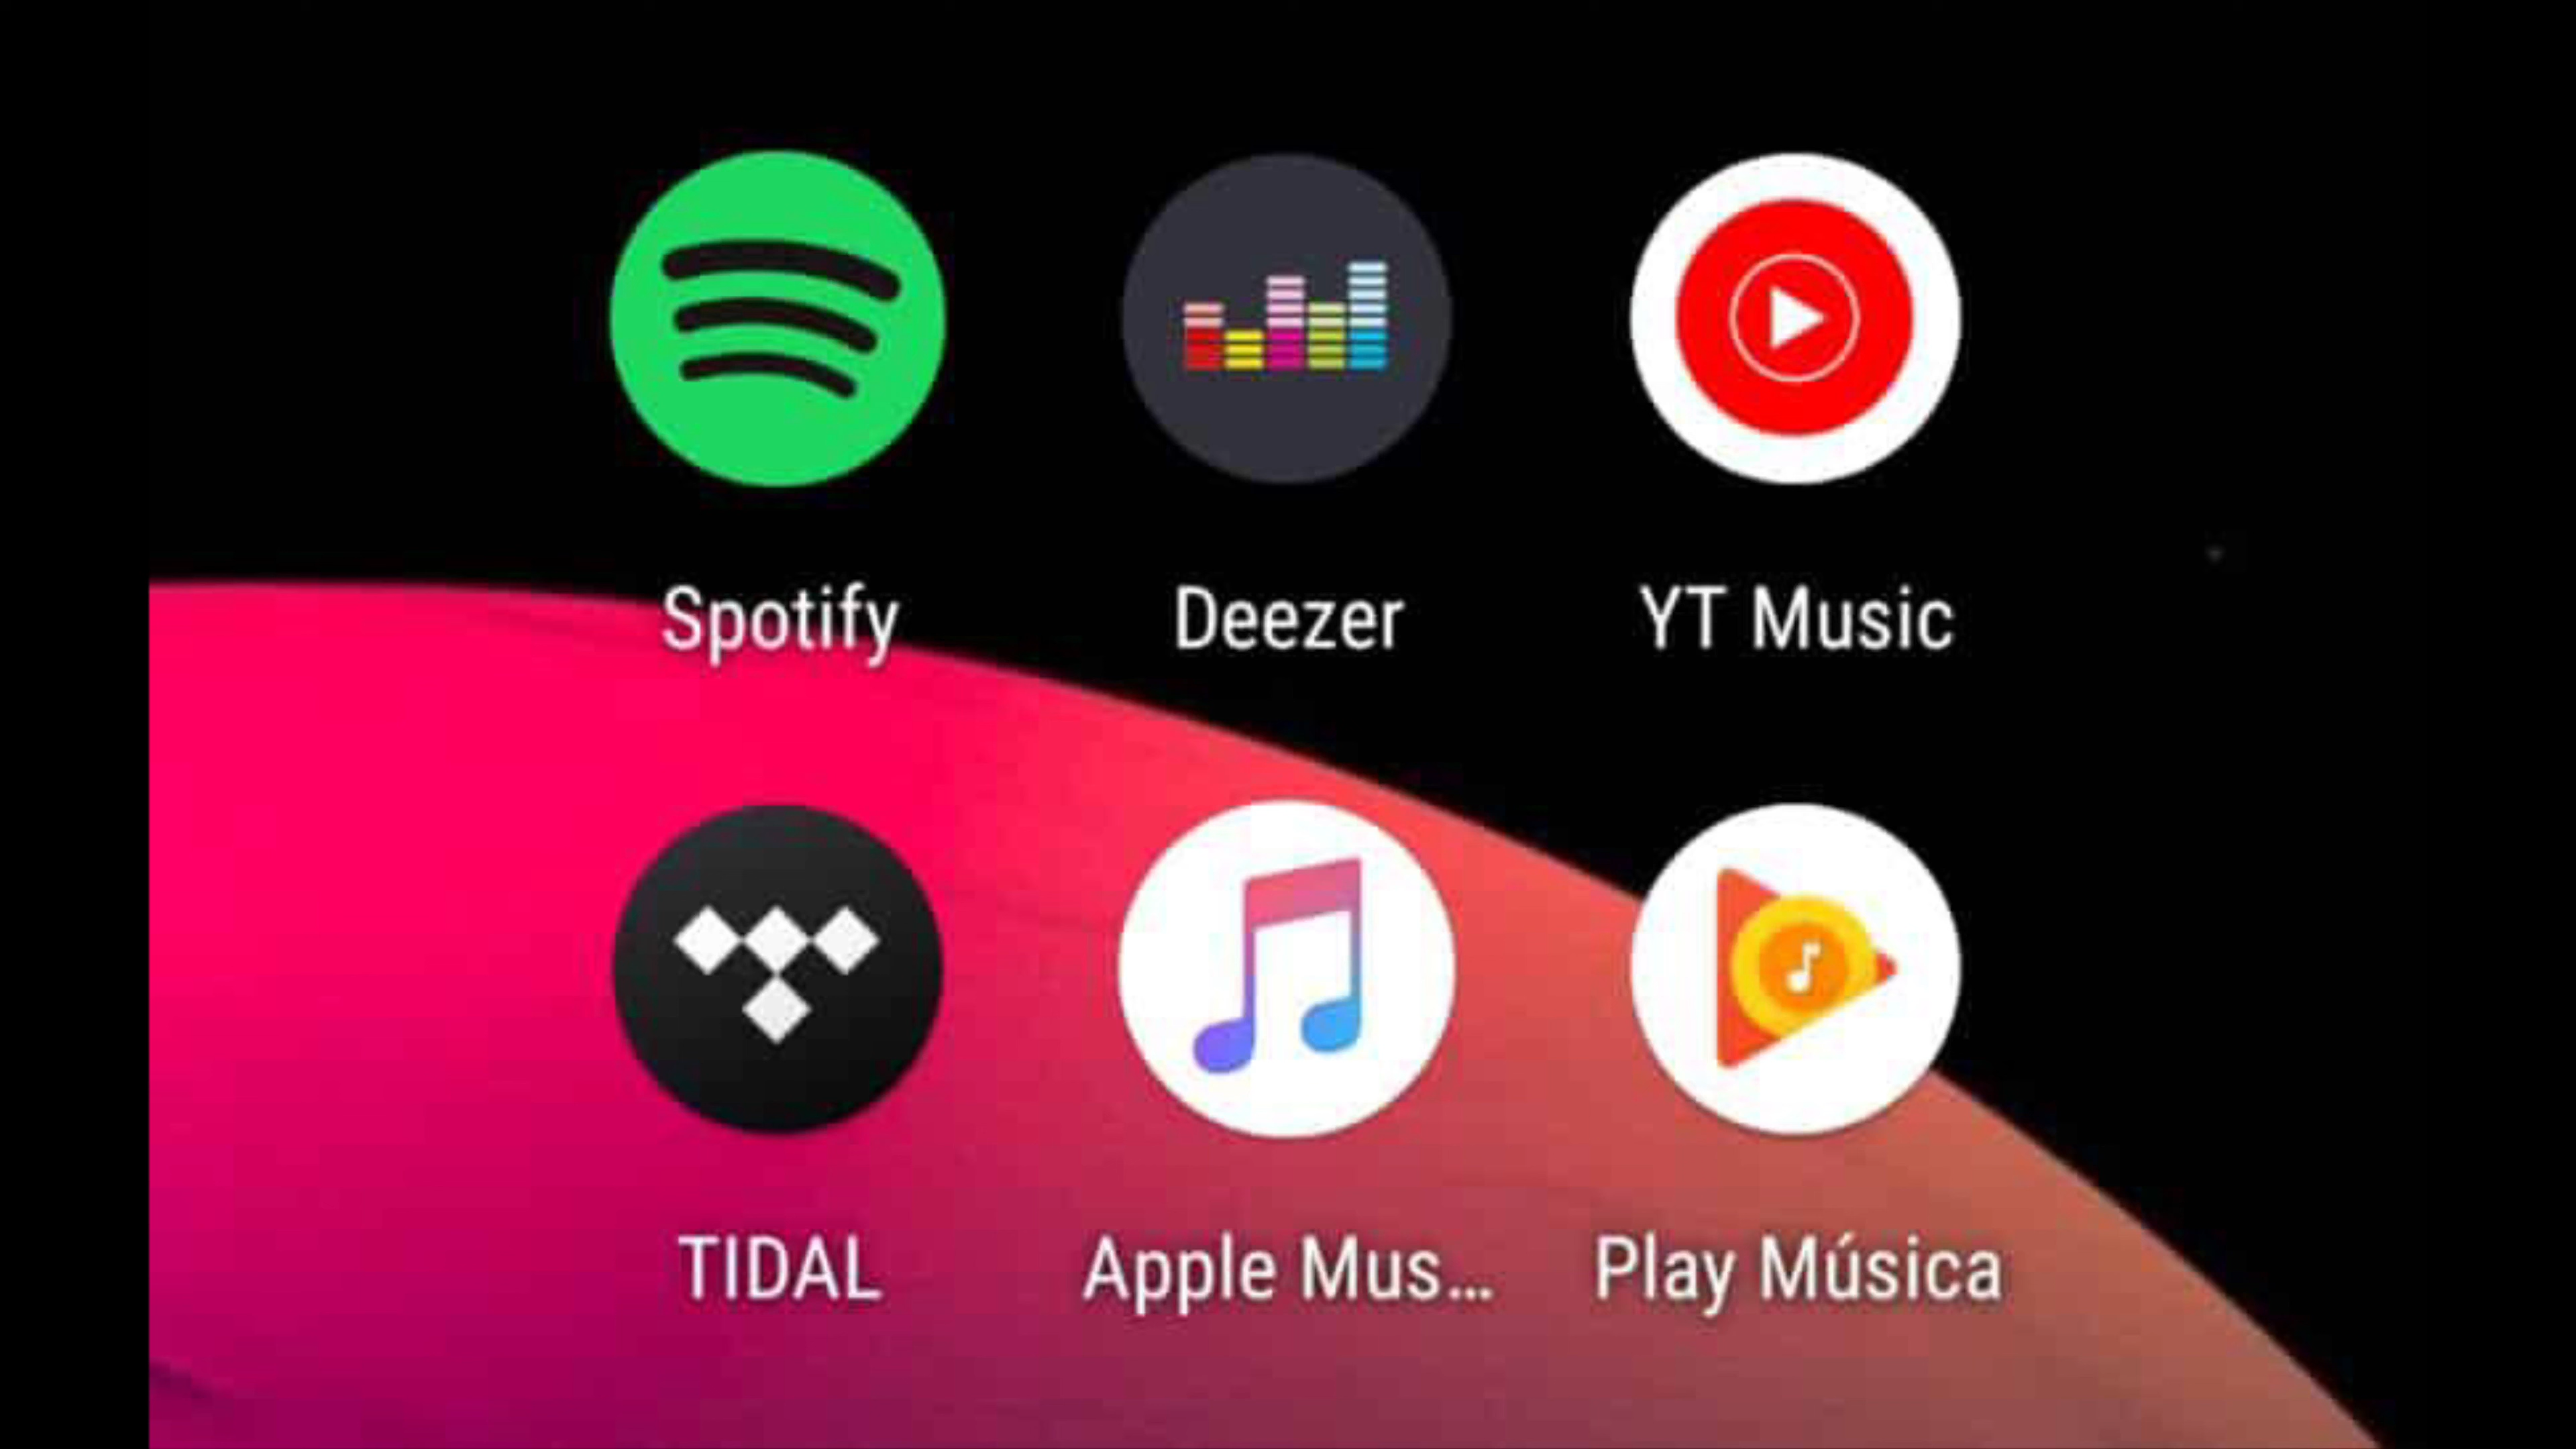 Spotify
Deezer
YT Music
TIDAL
Apple Mus...
Play Música